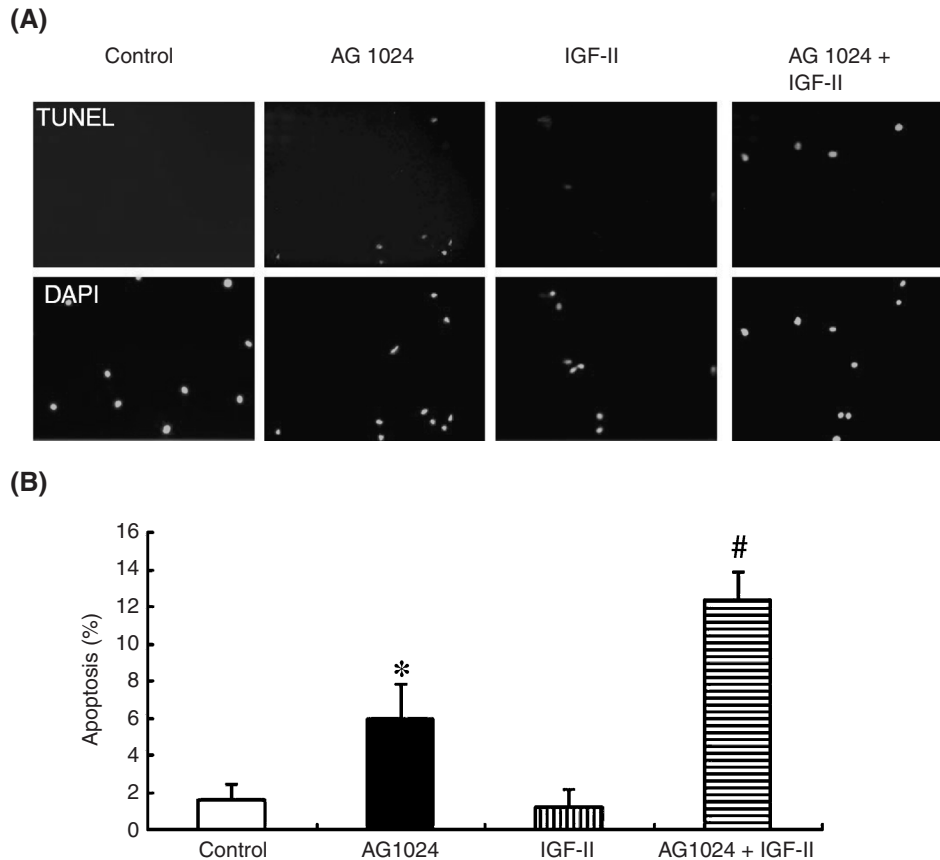 (A)
Control
AG 1024
IGF-II
AG 1024 +
IGF-II
TUNEL
DAPI
(B)
Apoptosis (%)
16
14
12
10
8
6
4
2
0
*
#
Control
AG1024
IGF-II
AG1024 + IGF-II